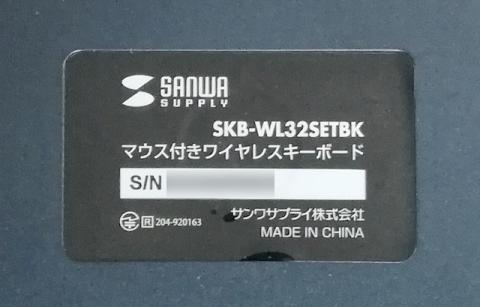 SANWA
SUPPLY
SKB-WL32SETBK
マウス付きワイヤレスキーボード
S/N
R 204-920163
サンワサプライ株式会社
MADE IN CHINA